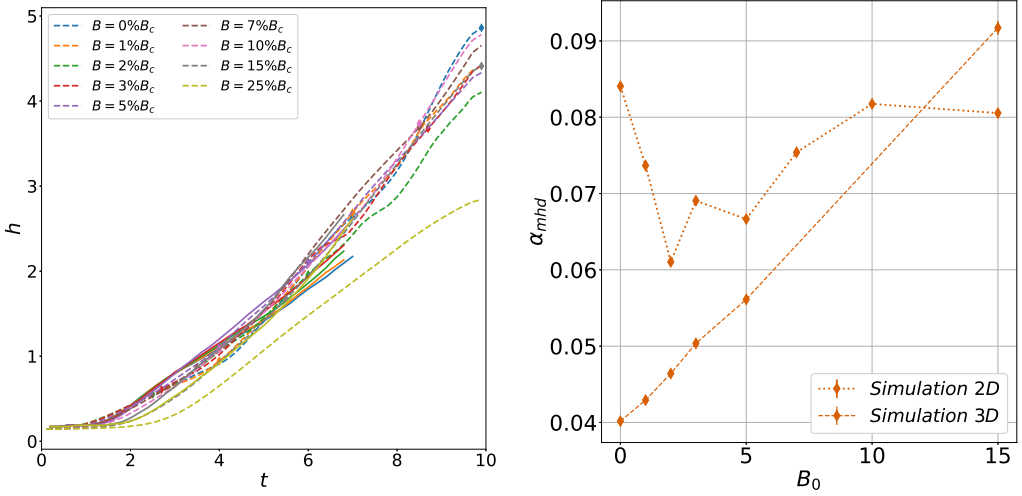 5
4
3
2
1
0
h
B = 0%B_c
B = 1%B_c
B = 2%B_c
B = 3%B_c
B = 5%B_c
B = 7%B_c
B = 10%B_c
B = 15%B_c
B = 25%B_c
0 2 4 6 8 10
t
0.09
0.08
0.07
0.06
0.05
0.04
α_mhd
Simulation 2D
Simulation 3D
0 5 10 15
B_0